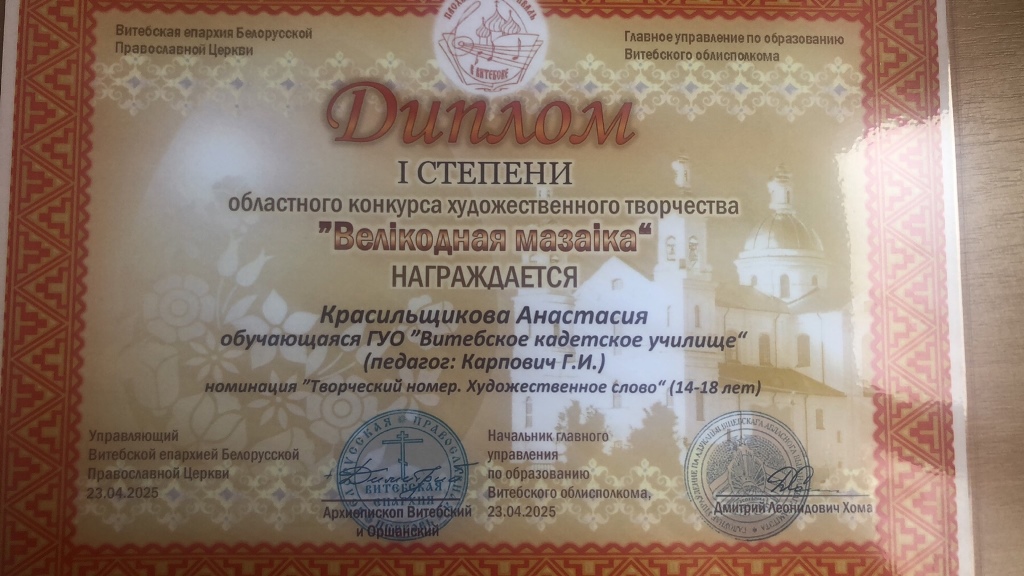 Витебская епархия Белорусской
Православной Церкви
Главное управление по образованию
Витебского облисполкома
В ВИТЕБСКЕ
Диплом
I СТЕПЕНИ
областного конкурса художественного творчества
"Велікодная мазаіка"
НАГРАЖДАЕТСЯ
Красильщикова Анастасия
обучающаяся ГУО "Витебское кадетское училище"
(педагог: Карпович Г.И.)
номинация "Творческий номер. Художественное слово" (14-18 лет)
Управляющий
Витебской епархией Белорусской
Православной Церкви
23.04.2025
ВИТЕБСКАЯ
Архиепископ Витебский
и Оршанский
Начальник главного
управления
по образованию
Витебского облисполкома,
23.04.2025
Дмитрий Леонидович Хома